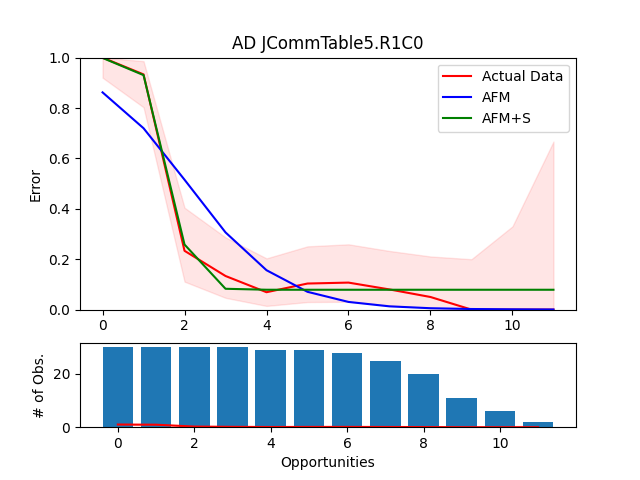 AD JCommTable5.R1C0
1.0
0.8
0.6
0.4
0.2
0.0
Error
Actual Data
AFM
AFM+S
0 2 4 6 8 10
20
0
# of Obs.
0 2 4 6 8 10
Opportunities